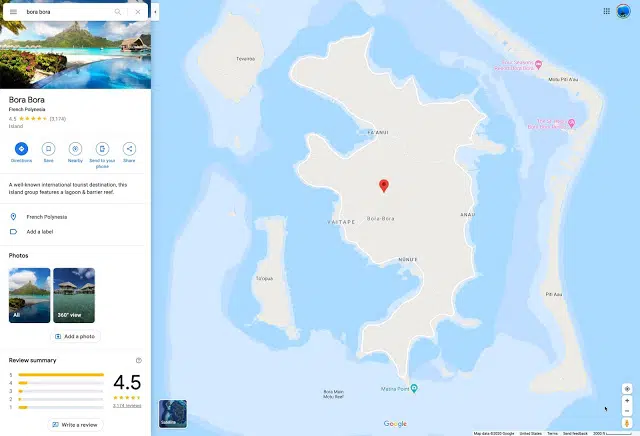 bora bora
Bora Bora
French Polynesia
4.5 (3,174)
Island
Directions
Save
Nearby
Send to your phone
Share
A well-known international tourist destination, this
island group features a lagoon & barrier reef.
French Polynesia
Add a label
Photos
All
360° view
Add a photo
Review summary
5
4
3
2
1
4.5
3,174 reviews
Write a review
Tevairoa
Motu Piti A'au
FA'ANUI
Bora-Bora
VAITAPE
ANAU
NUNU'E
To'opua
Piti Aau
Bora Main
Motu Reef
Matira Point
Satellite
Google
Map data ©2020 Google
United States
Terms
Send feedback
2000 ft